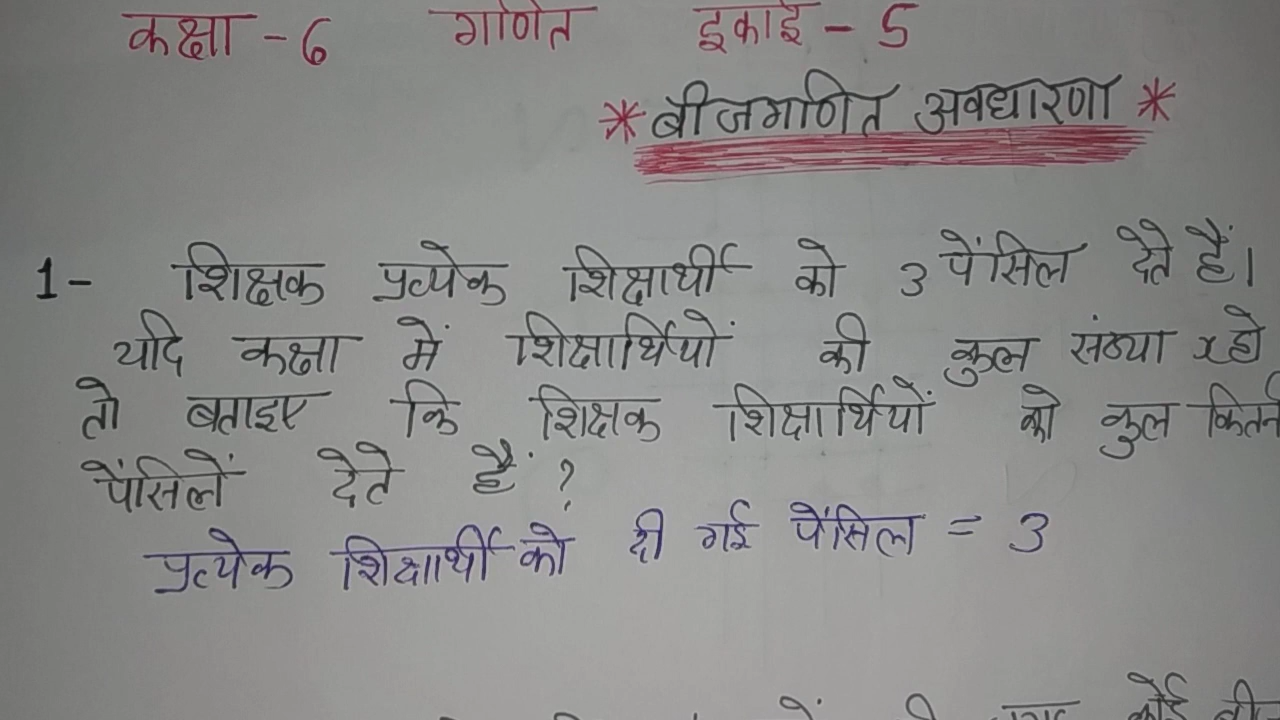 कक्षा - 6 गणित इकाई - 5
* बीजगणित अवधारणा *
1- शिक्षक प्रत्येक शिक्षार्थी को 3 पेंसिल देते हैं।
यदि कक्षा में शिक्षार्थियों की कुल संख्या x हो
तो बताइए कि शिक्षक शिक्षार्थियों को कुल कितनी
पेंसिलें देते हैं ?
प्रत्येक शिक्षार्थी को दी गई पेंसिल = 3